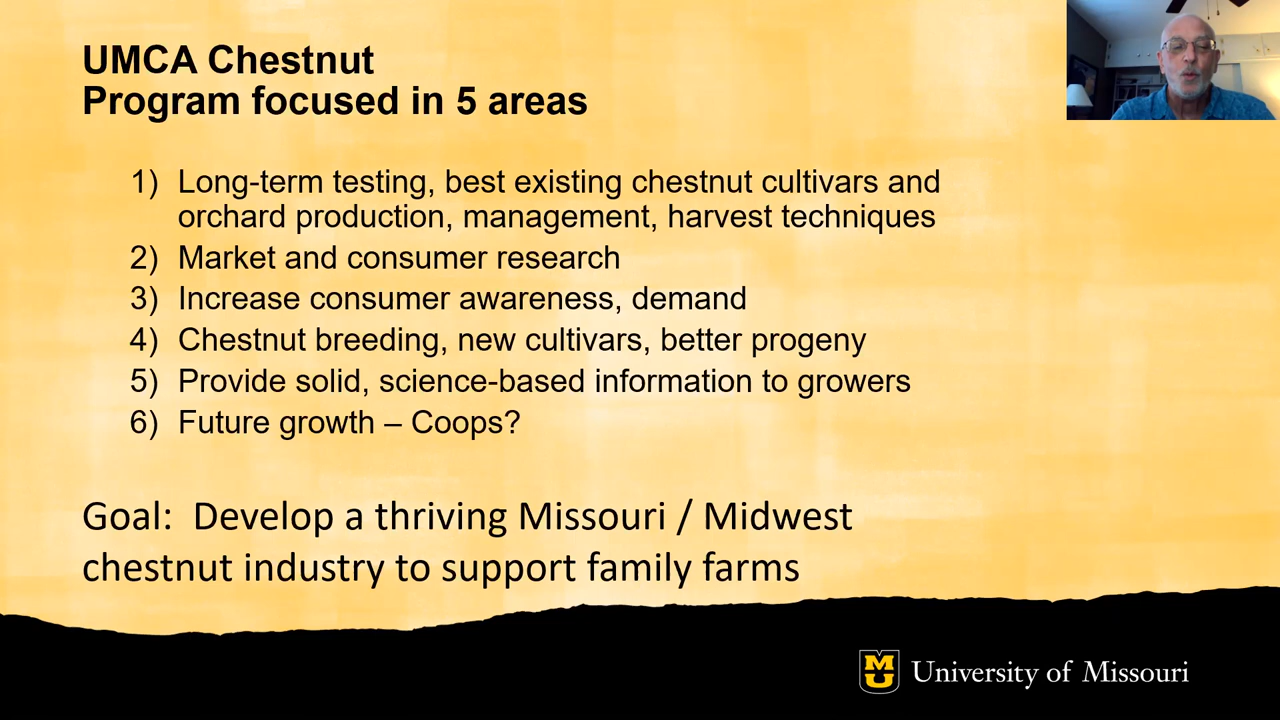 UMCA Chestnut
Program focused in 5 areas
1) Long-term testing, best existing chestnut cultivars and
orchard production, management, harvest techniques
2) Market and consumer research
3) Increase consumer awareness, demand
4) Chestnut breeding, new cultivars, better progeny
5) Provide solid, science-based information to growers
6) Future growth – Coops?
Goal: Develop a thriving Missouri / Midwest
chestnut industry to support family farms
MU University of Missouri